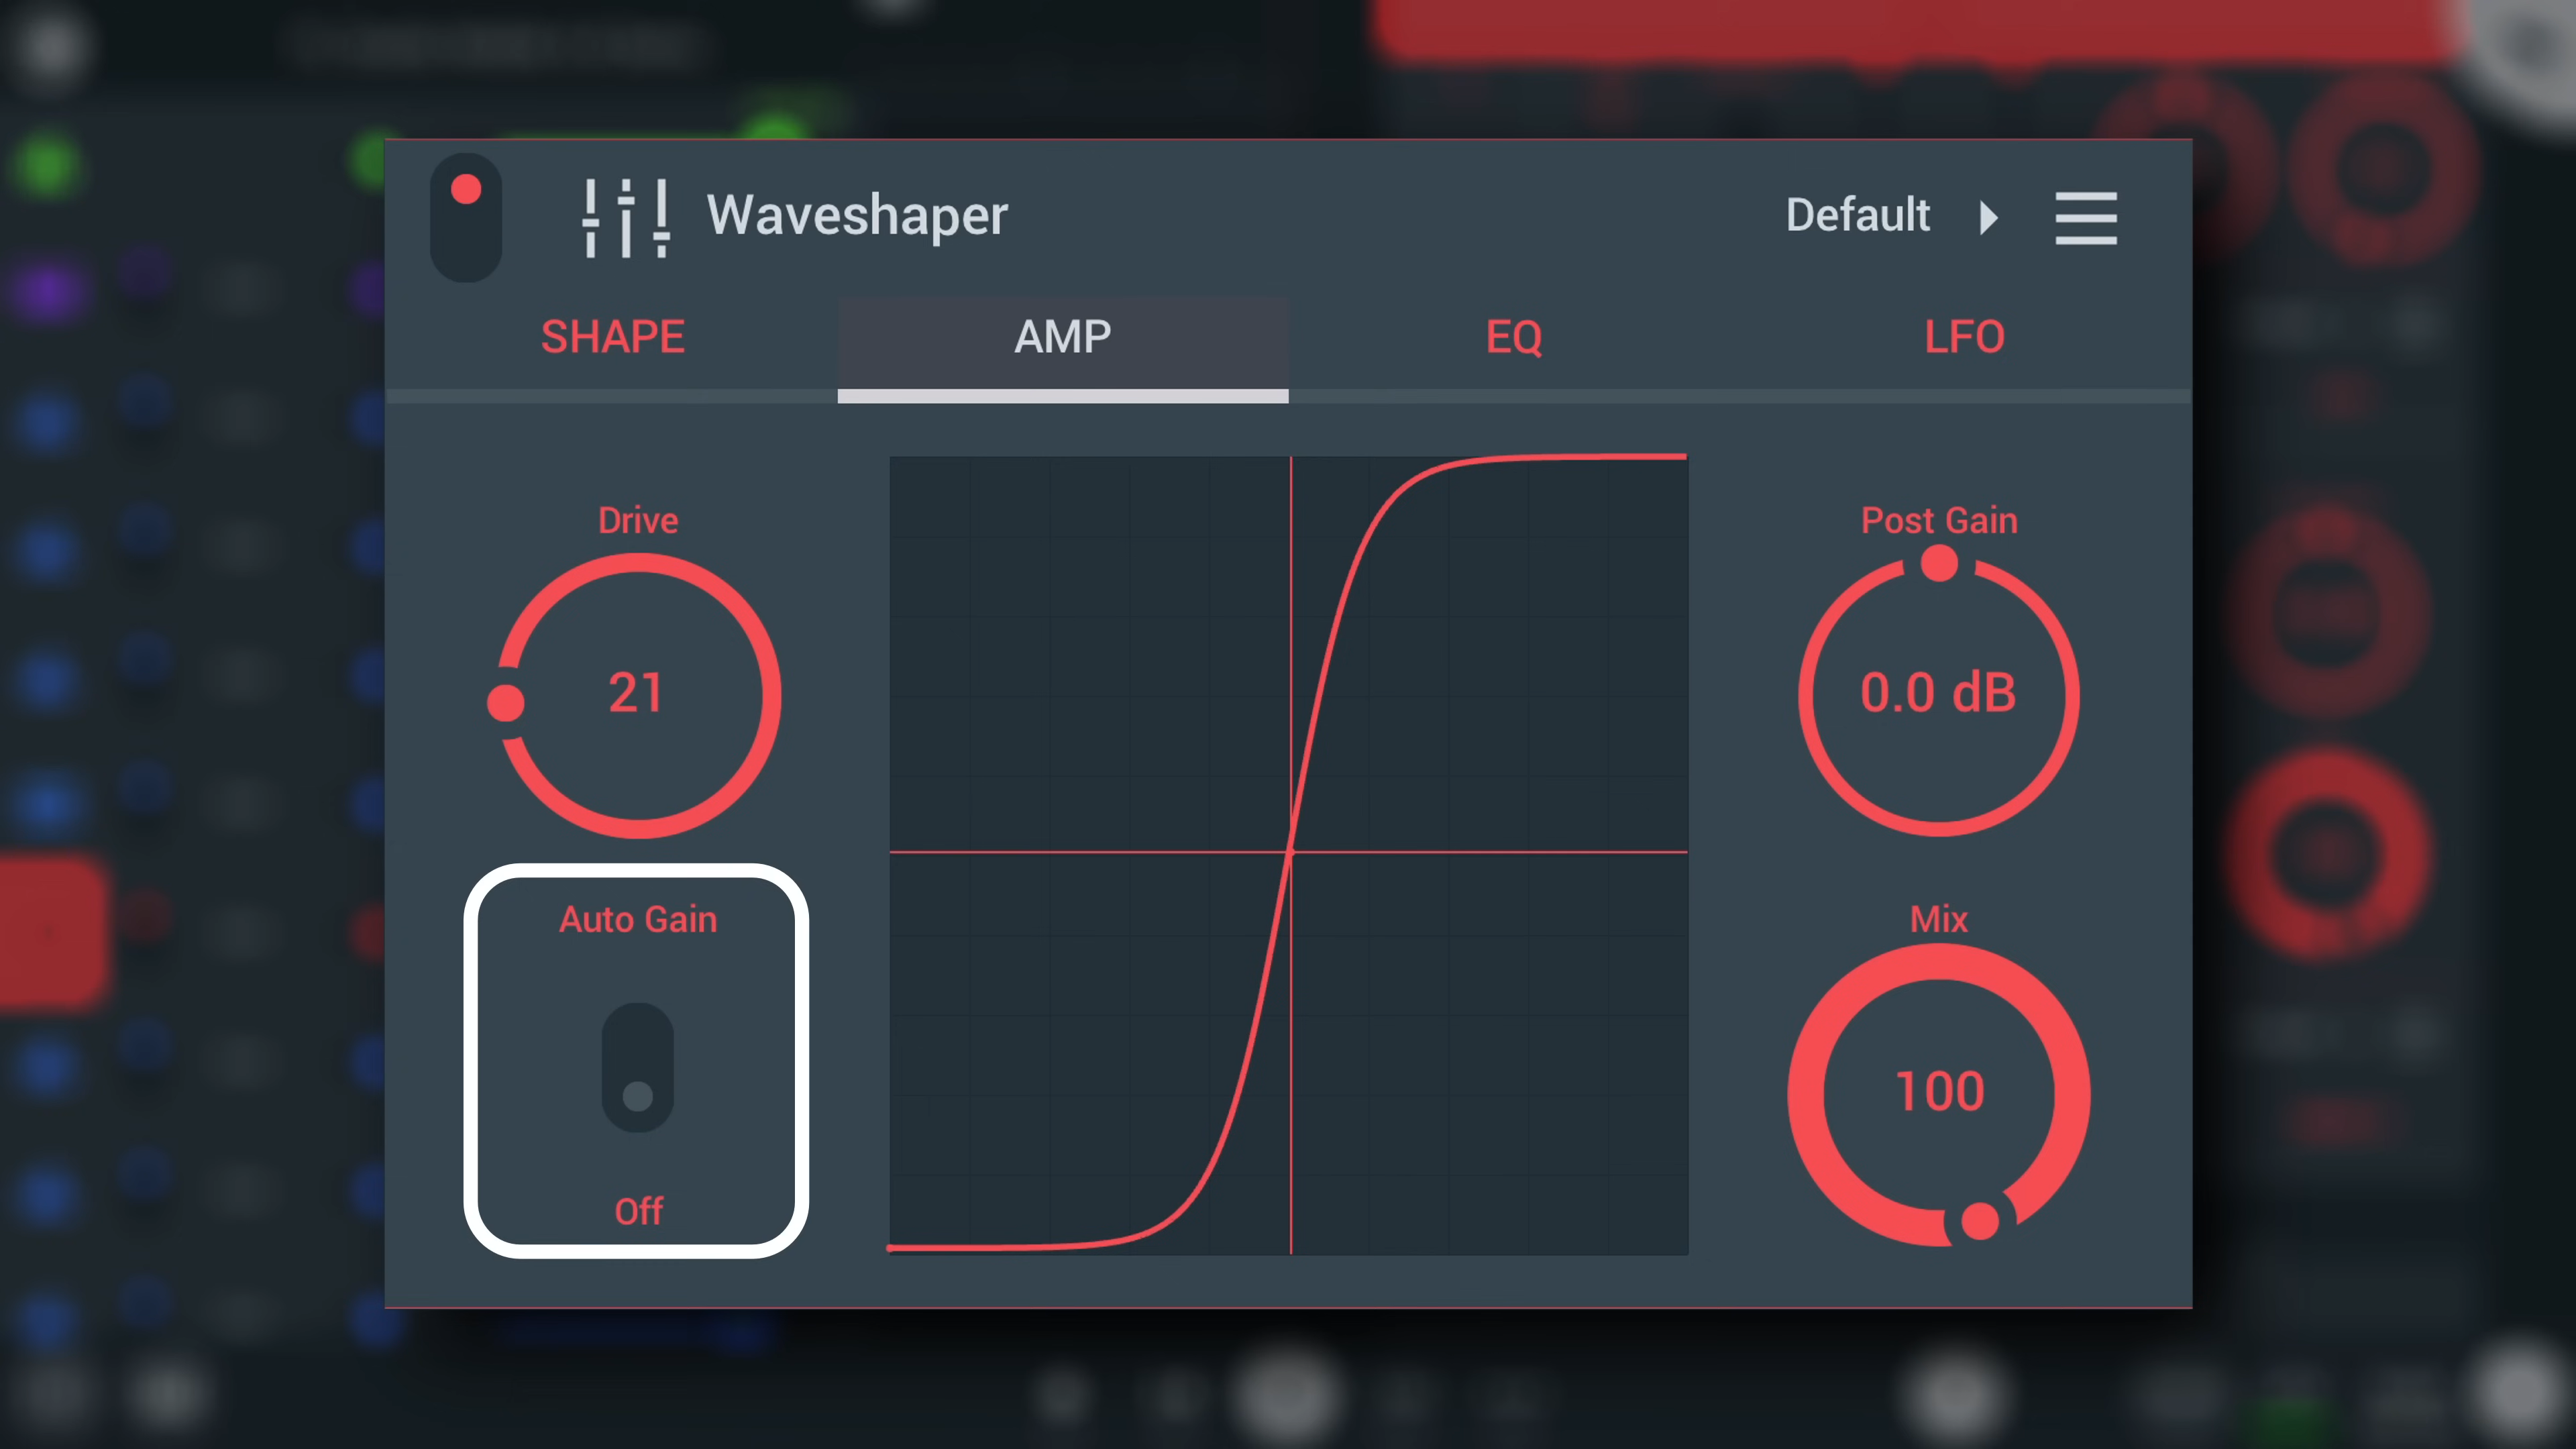 Waveshaper
Default
SHAPE
AMP
EQ
LFO
Drive
21
Auto Gain
Off
Post Gain
0.0 dB
Mix
100